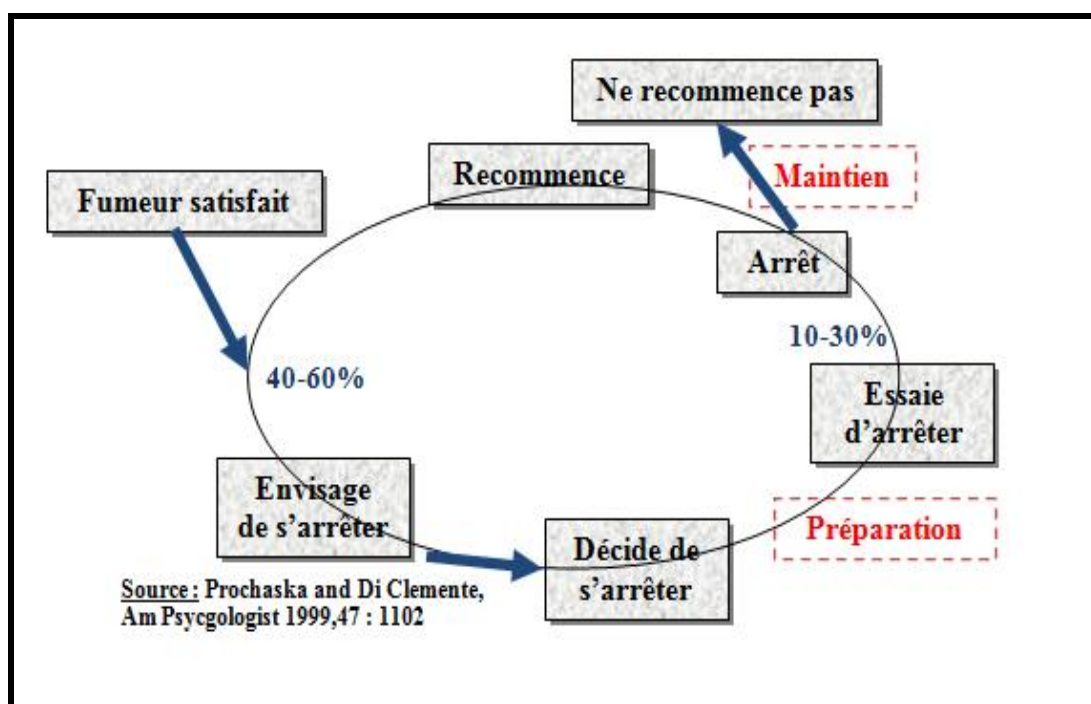 Ne recommence pas
Recommence
Maintien
Fumeur satisfait
Arrêt
10-30%
40-60%
Essaie
d'arrêter
Envisage
de s'arrêter
Préparation
Décide de
s'arrêter
Source : Prochaska and Di Clemente,
Am Psycgologist 1999,47 : 1102